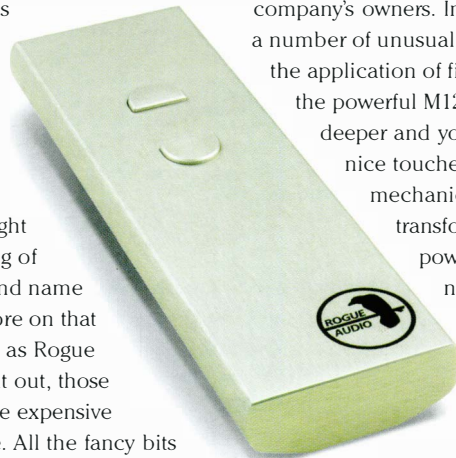 s
ght
g of
nd name
ore on that
as Rogue
t out, those
e expensive
. All the fancy bits
company's owners. In
a number of unusual
the application of fi
the powerful M12
deeper and yo
nice touche
mechanic
transfo
pow
n
ROGUE
AUDIO